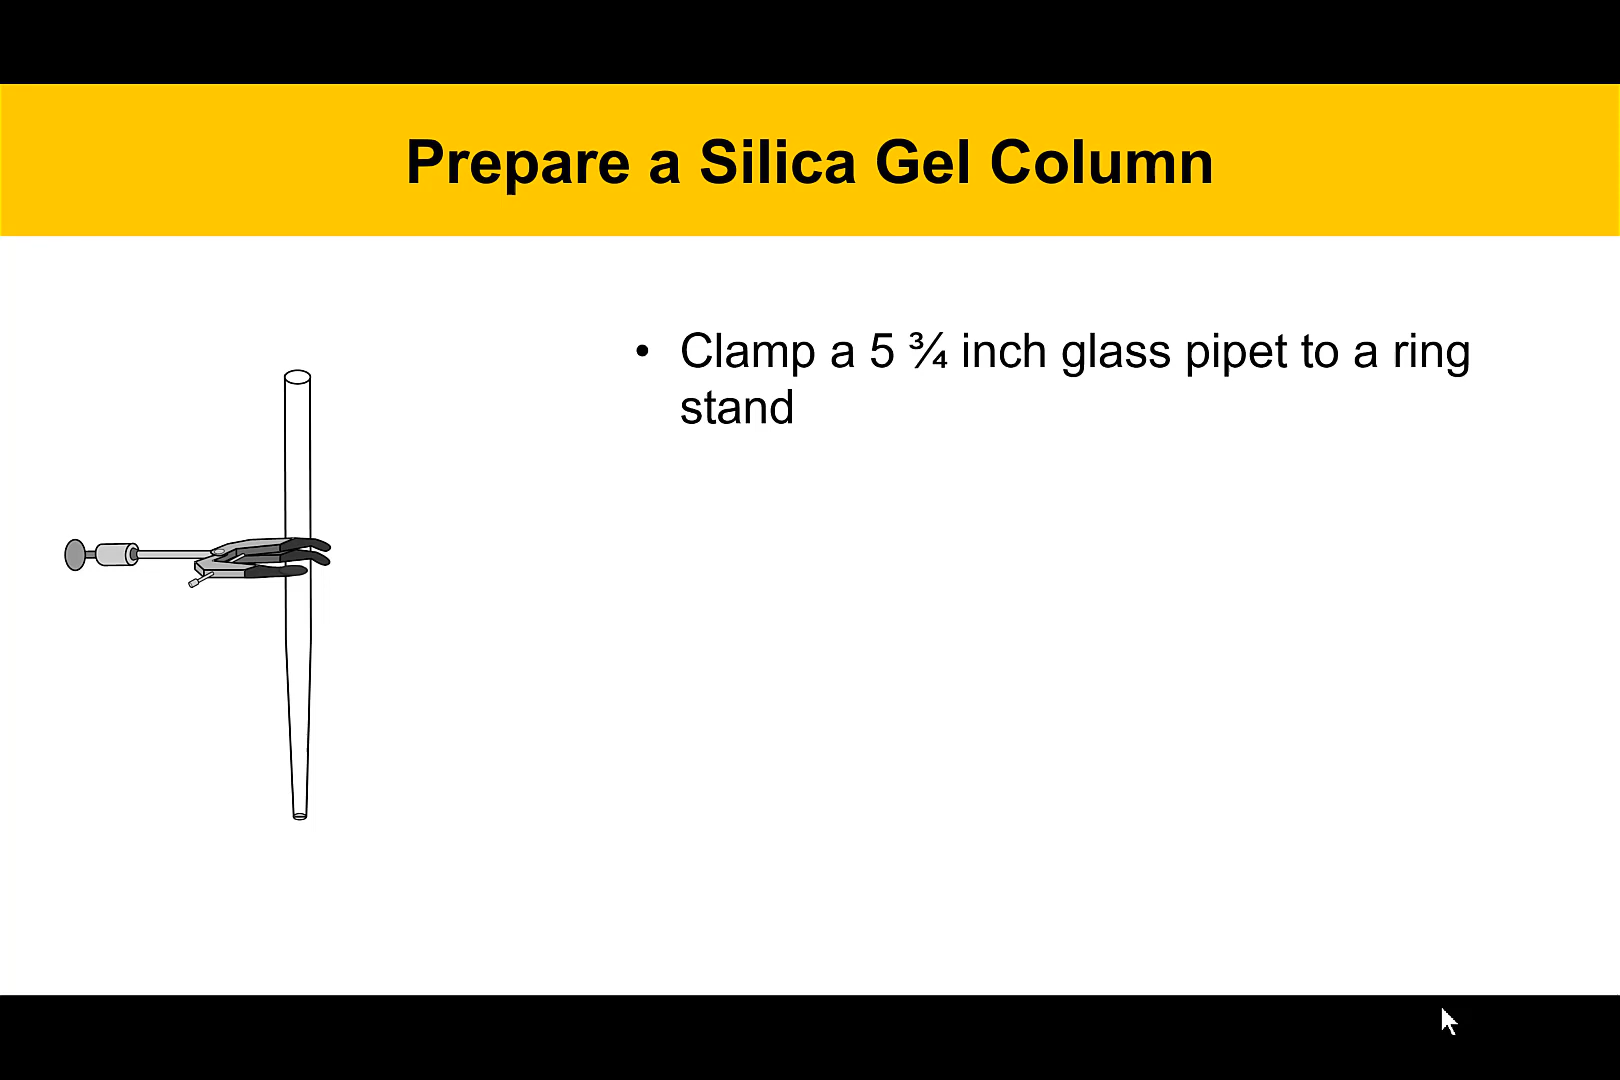 Prepare a Silica Gel Column
• Clamp a 5 ¾ inch glass pipet to a ring
stand